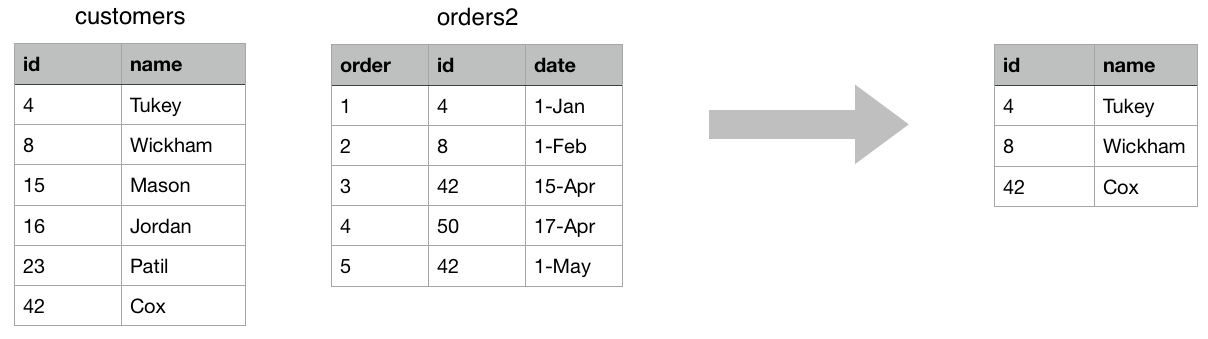 customers
id name
4 Tukey
8 Wickham
15 Mason
16 Jordan
23 Patil
42 Cox
orders2
order id date
1 4 1-Jan
2 8 1-Feb
3 42 15-Apr
4 50 17-Apr
5 42 1-May
id name
4 Tukey
8 Wickham
42 Cox